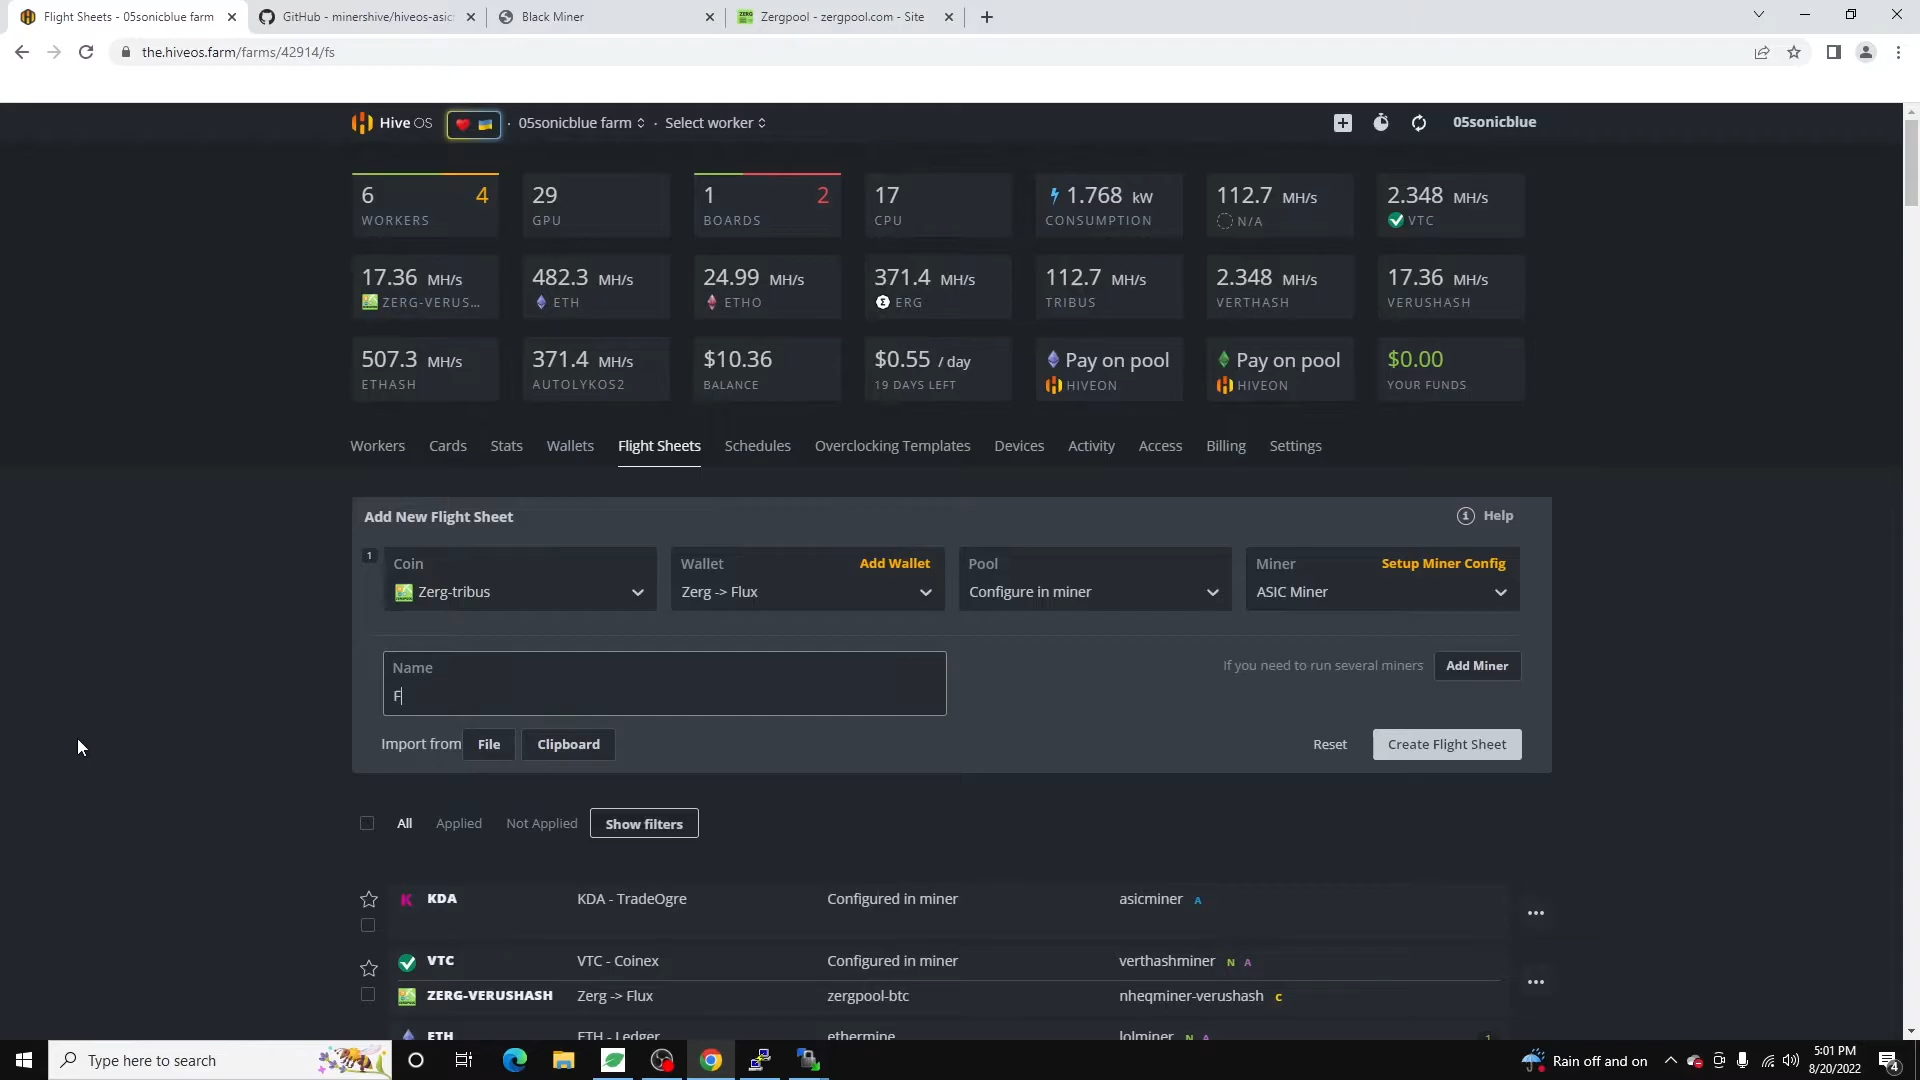 Flight Sheets - 05sonicblue farm
GitHub - minershive/hiveos-asic
Black Miner
Zergpool - zergpool.com - Site
the.hiveos.farm/farms/42914/fs
Hive OS
05sonicblue farm
Select worker
05sonicblue
6 4
WORKERS
29
GPU
1 2
BOARDS
17
CPU
1.768 kW
CONSUMPTION
112.7 MH/s
N/A
2.348 MH/s
VTC
17.36 MH/s
ZERG-VERUS...
482.3 MH/s
ETH
24.99 MH/s
ETHO
371.4 MH/s
ERG
112.7 MH/s
TRIBUS
2.348 MH/s
VERTHASH
17.36 MH/s
VERUSHASH
507.3 MH/s
ETHASH
371.4 MH/s
AUTOLYKOS2
$10.36
BALANCE
$0.55 / day
19 DAYS LEFT
Pay on pool
HIVEON
Pay on pool
HIVEON
$0.00
YOUR FUNDS
Workers Cards Stats Wallets Flight Sheets Schedules Overclocking Templates Devices Activity Access Billing Settings
Add New Flight Sheet
Help
1
Coin
Zerg-tribus
Wallet Add Wallet
Zerg -> Flux
Pool
Configure in miner
Miner Setup Miner Config
ASIC Miner
Name
F
If you need to run several miners Add Miner
Import from File Clipboard
Reset Create Flight Sheet
All Applied Not Applied Show filters
KDA KDA - TradeOgre Configured in miner asicminer A
VTC VTC - Coinex Configured in miner verthashminer N A
ZERG-VERUSHASH Zerg -> Flux zergpool-btc nheqminer-verushash C
ETH ETH - Ledger ethermine lolminer N A 1
Type here to search
Rain off and on
5:01 PM
8/20/2022
4